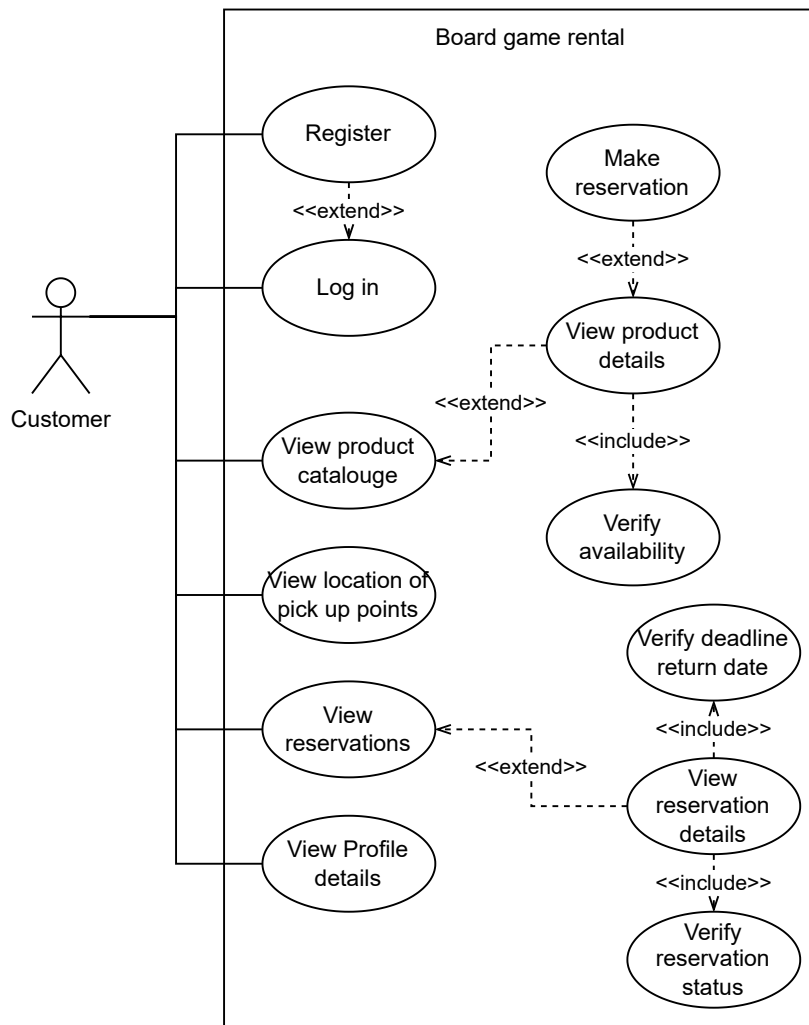 Board game rental
Register
Make
reservation
<<extend>>
<<extend>>
Log in
View product
details
Customer
<<extend>>
View product
catalouge
<<include>>
Verify
availability
View location of
pick up points
Verify deadline
return date
View
reservations
<<include>>
<<extend>>
View
reservation
details
View Profile
details
<<include>>
Verify
reservation
status